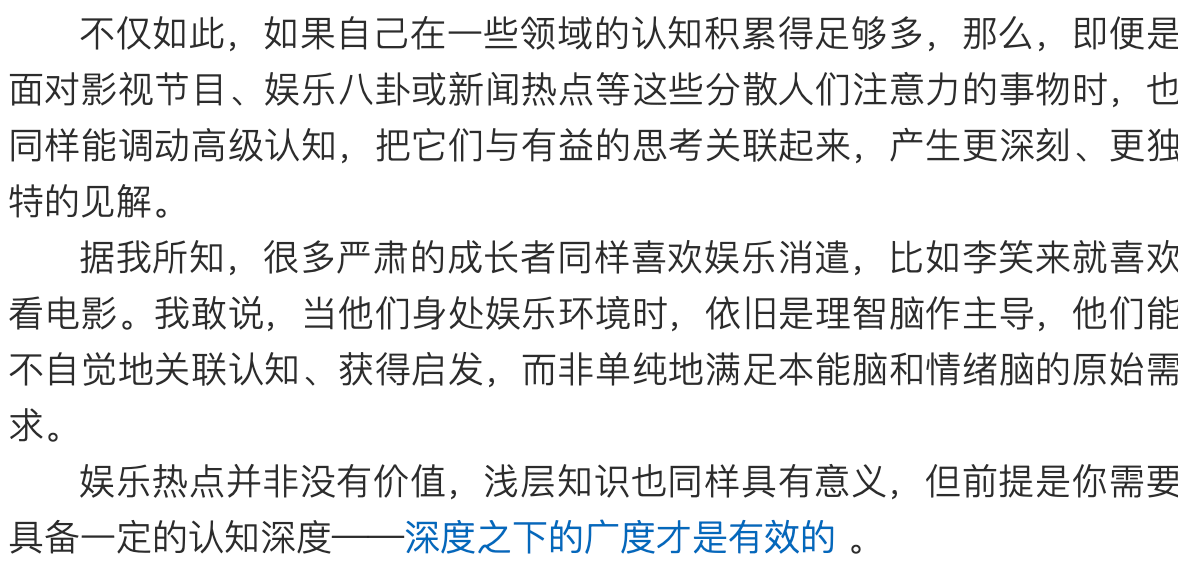 不仅如此，如果自己在一些领域的认知积累得足够多，那么，即便是
面对影视节目、娱乐八卦或新闻热点等这些分散人们注意力的事物时，也
同样能调动高级认知，把它们与有益的思考关联起来，产生更深刻、更独
特的见解。
据我所知，很多严肃的成长者同样喜欢娱乐消遣，比如李笑来就喜欢
看电影。我敢说，当他们身处娱乐环境时，依旧是理智脑作主导，他们能
不自觉地关联认知、获得启发，而非单纯地满足本能脑和情绪脑的原始需
求。
娱乐热点并非没有价值，浅层知识也同样具有意义，但前提是你需要
具备一定的认知深度——深度之下的广度才是有效的 。